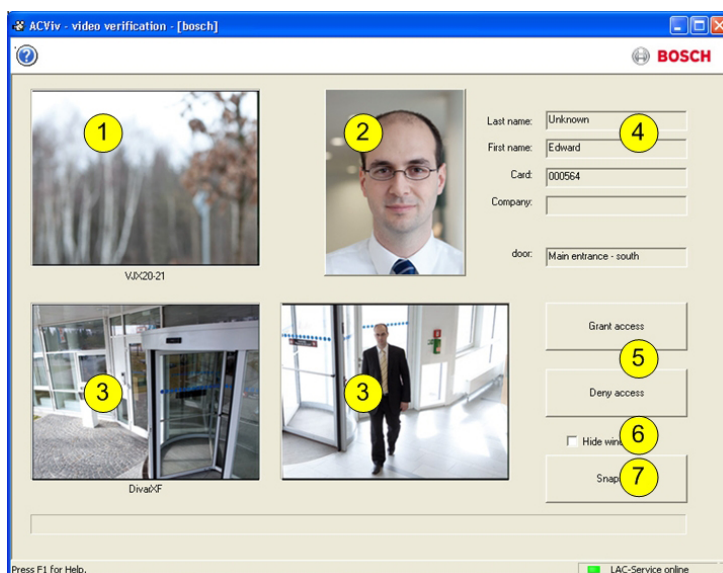 ACViv - video verification - [bosch]
BOSCH
1
VJX20-21
2
Last name: Unknown
4
First name: Edward
Card: 000564
Company:
door: Main entrance - south
3
DivarXF
3
Grant access
5
Deny access
Hide
6
7
Press F1 for Help.
LAC-Service online